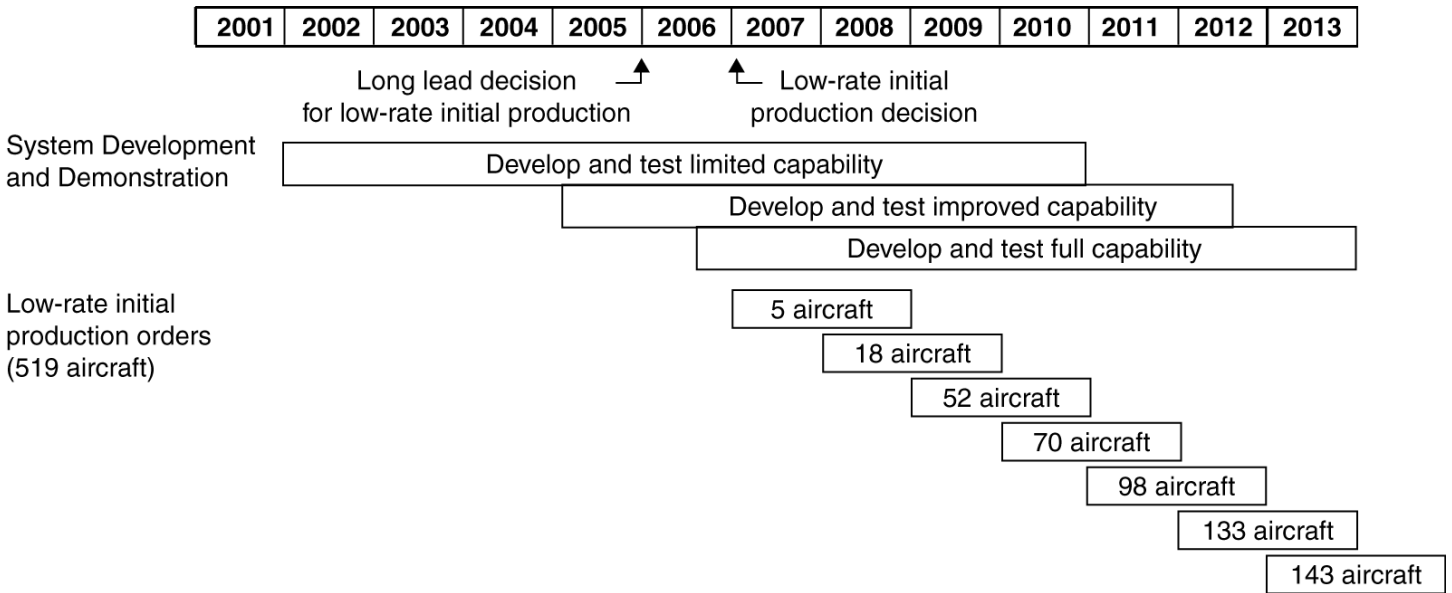 2001 2002 2003 2004 2005 2006 2007 2008 2009 2010 2011 2012 2013
Long lead decision
for low-rate initial production
Low-rate initial
production decision
System Development
and Demonstration
Develop and test limited capability
Develop and test improved capability
Develop and test full capability
Low-rate initial
production orders
(519 aircraft)
5 aircraft
18 aircraft
52 aircraft
70 aircraft
98 aircraft
133 aircraft
143 aircraft